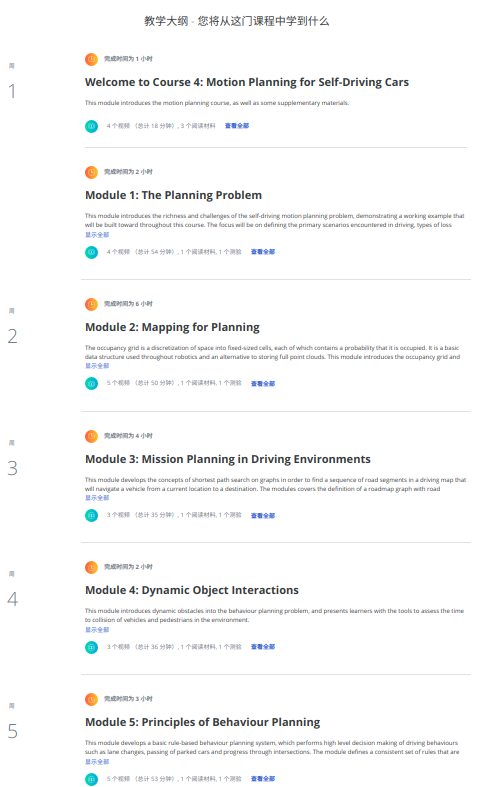 教学大纲 - 您将从这门课程中学到什么
周
1
完成时间为 1 小时
Welcome to Course 4: Motion Planning for Self-Driving Cars
This module introduces the motion planning course, as well as some supplementary materials.
4 个视频 （总计 18 分钟）, 3 个阅读材料 查看全部
完成时间为 2 小时
Module 1: The Planning Problem
This module introduces the richness and challenges of the self-driving motion planning problem, demonstrating a working example that
will be built toward throughout this course. The focus will be on defining the primary scenarios encountered in driving, types of loss
显示全部
4 个视频 （总计 54 分钟）, 1 个阅读材料, 1 个测验 查看全部
周
2
完成时间为 6 小时
Module 2: Mapping for Planning
The occupancy grid is a discretization of space into fixed-sized cells, each of which contains a probability that it is occupied. It is a basic
data structure used throughout robotics and an alternative to storing full point clouds. This module introduces the occupancy grid and
显示全部
5 个视频 （总计 50 分钟）, 1 个阅读材料, 1 个测验 查看全部
周
3
完成时间为 4 小时
Module 3: Mission Planning in Driving Environments
This module develops the concepts of shortest path search on graphs in order to find a sequence of road segments in a driving map that
will navigate a vehicle from a current location to a destination. The modules covers the definition of a roadmap graph with road
显示全部
3 个视频 （总计 35 分钟）, 1 个阅读材料, 1 个测验 查看全部
周
4
完成时间为 2 小时
Module 4: Dynamic Object Interactions
This module introduces dynamic obstacles into the behaviour planning problem, and presents learners with the tools to assess the time
to collision of vehicles and pedestrians in the environment.
显示全部
3 个视频 （总计 36 分钟）, 1 个阅读材料, 1 个测验 查看全部
周
5
完成时间为 3 小时
Module 5: Principles of Behaviour Planning
This module develops a basic rule-based behaviour planning system, which performs high level decision making of driving behaviours
such as lane changes, passing of parked cars and progress through intersections. The module defines a consistent set of rules that are
显示全部
5 个视频 （总计 53 分钟）, 1 个阅读材料, 1 个测验 查看全部